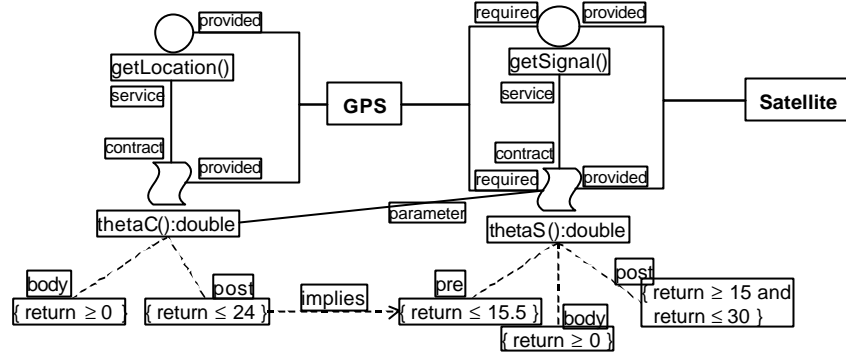 provided
required
provided
getLocation()
getSignal()
service
service
GPS
Satellite
contract
contract
provided
required
provided
parameter
thetaC():double
thetaS():double
body
post
implies
pre
post
{ return ≥ 0 }
{ return ≤ 24 }
{ return ≤ 15.5 }
body
{ return ≥ 0 }
{ return ≥ 15 and
return ≤ 30 }